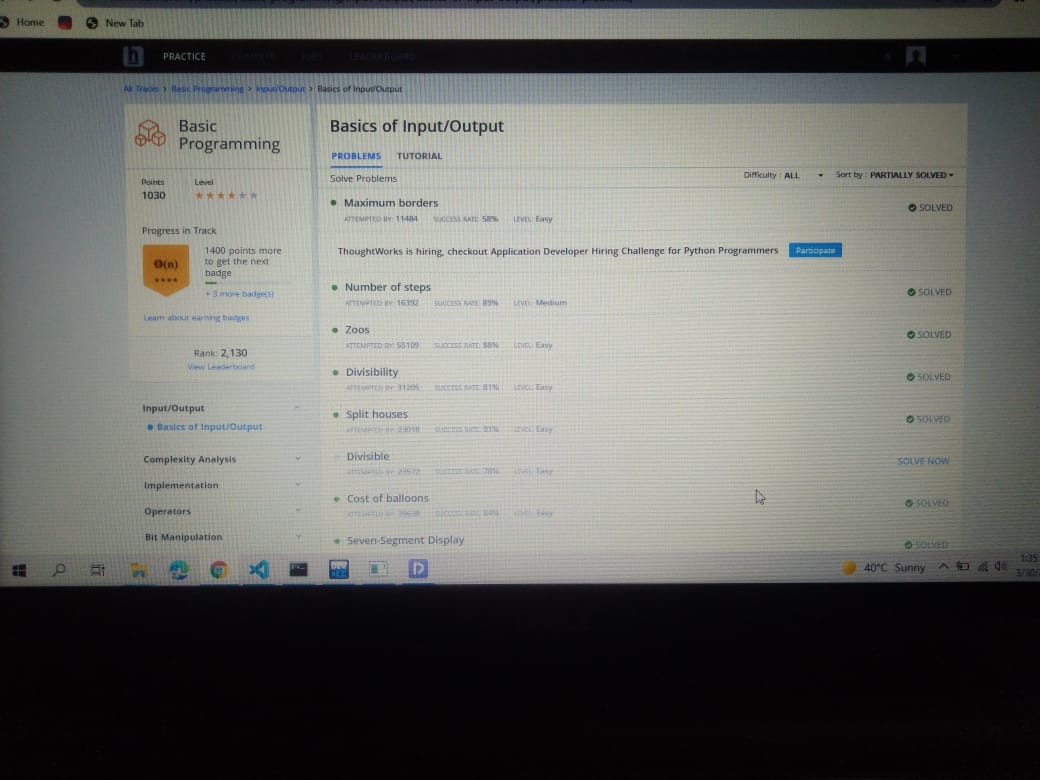 Home
New Tab
h
PRACTICE
COMPETE
JOBS
LEADERBOARD
All Tracks > Basic Programming > Input/Output > Basics of Input/Output
Basic
Programming
Points
Level
1030
Progress in Track
O(n)
1400 points more
to get the next
badge
+ 3 more badge(s)
Learn about earning badges
Rank: 2,130
View Leaderboard
Input/Output
Basics of Input/Output
Complexity Analysis
Implementation
Operators
Bit Manipulation
Basics of Input/Output
PROBLEMS TUTORIAL
Solve Problems
Difficulty : ALL Sort by : PARTIALLY SOLVED
Maximum borders
SOLVED
ATTEMPTED BY: 11484 SUCCESS RATE: 58% LEVEL: Easy
ThoughtWorks is hiring, checkout Application Developer Hiring Challenge for Python Programmers Participate
Number of steps
SOLVED
ATTEMPTED BY: 16392 SUCCESS RATE: 89% LEVEL: Medium
Zoos
SOLVED
ATTEMPTED BY: 55109 SUCCESS RATE: 88% LEVEL: Easy
Divisibility
SOLVED
ATTEMPTED BY: 31205 SUCCESS RATE: 81% LEVEL: Easy
Split houses
SOLVED
ATTEMPTED BY: 23018 SUCCESS RATE: 91% LEVEL: Easy
Divisible
SOLVE NOW
ATTEMPTED BY: 23572 SUCCESS RATE: 78% LEVEL: Easy
Cost of balloons
SOLVED
ATTEMPTED BY: SUCCESS RATE: 84% LEVEL: Easy
Seven-Segment Display
SOLVED
DEV
40°C Sunny
1:35
3/30/